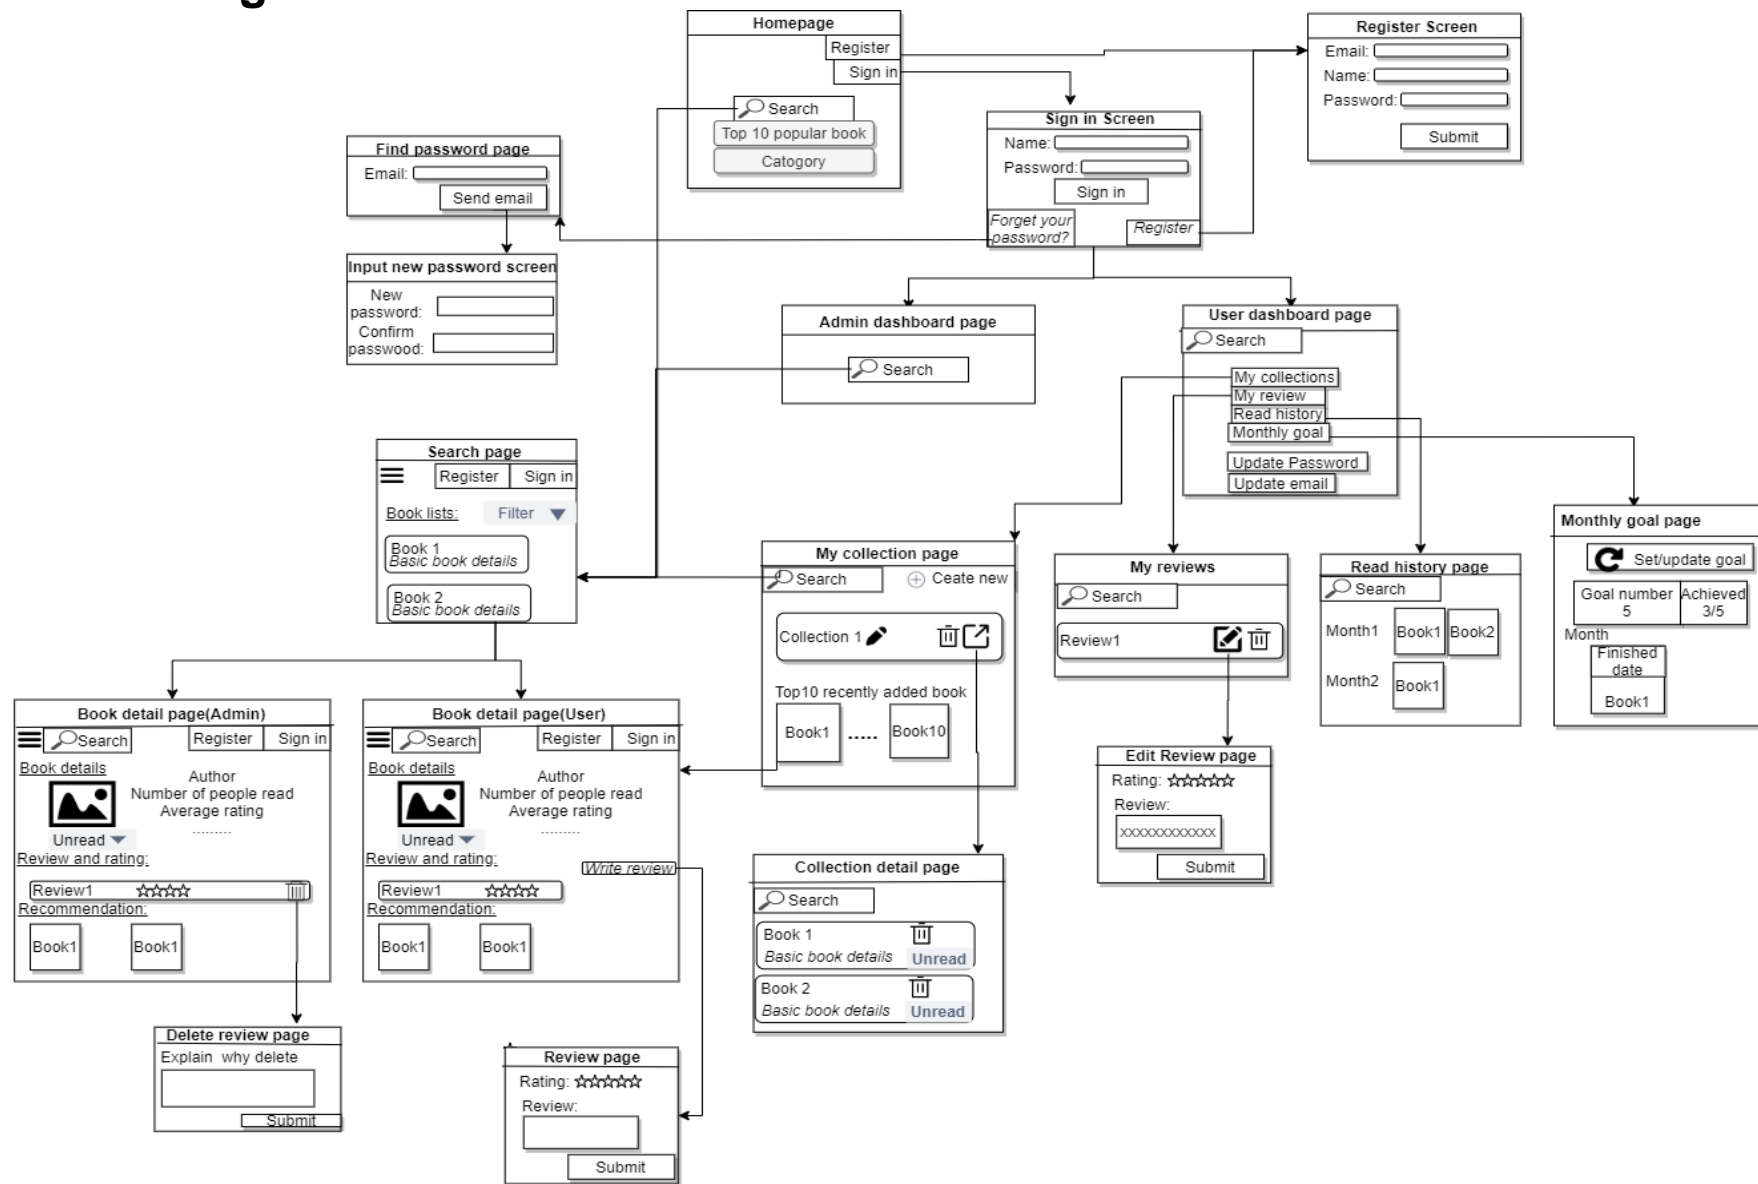 Homepage
Register
Sign in
Search
Top 10 popular book
Catogory
Register Screen
Email:
Name:
Password:
Submit
Sign in Screen
Name:
Password:
Sign in
Forget your
password?
Register
Find password page
Email:
Send email
Input new password screen
New
password:
Confirm
passwood:
Admin dashboard page
Search
User dashboard page
Search
My collections
My review
Read history
Monthly goal
Update Password
Update email
Search page
Register
Sign in
Book lists:
Filter
Book 1
Basic book details
Book 2
Basic book details
My collection page
Search
Ceate new
Collection 1
Top10 recently added book
Book1
.....
Book10
My reviews
Search
Review1
Read history page
Search
Month1
Book1
Book2
Month2
Book1
Monthly goal page
Set/update goal
Goal number
5
Achieved
3/5
Month
Finished
date
Book1
Book detail page(Admin)
Search
Register
Sign in
Book details
Author
Number of people read
Average rating
.........
Unread
Review and rating:
Review1
Recommendation:
Book1
Book1
Book detail page(User)
Search
Register
Sign in
Book details
Author
Number of people read
Average rating
.........
Unread
Review and rating:
Write review
Review1
Recommendation:
Book1
Book1
Edit Review page
Rating:
Review:
xxxxxxxxxxxx
Submit
Collection detail page
Search
Book 1
Basic book details
Unread
Book 2
Basic book details
Unread
Delete review page
Explain why delete
Submit
Review page
Rating:
Review:
Submit